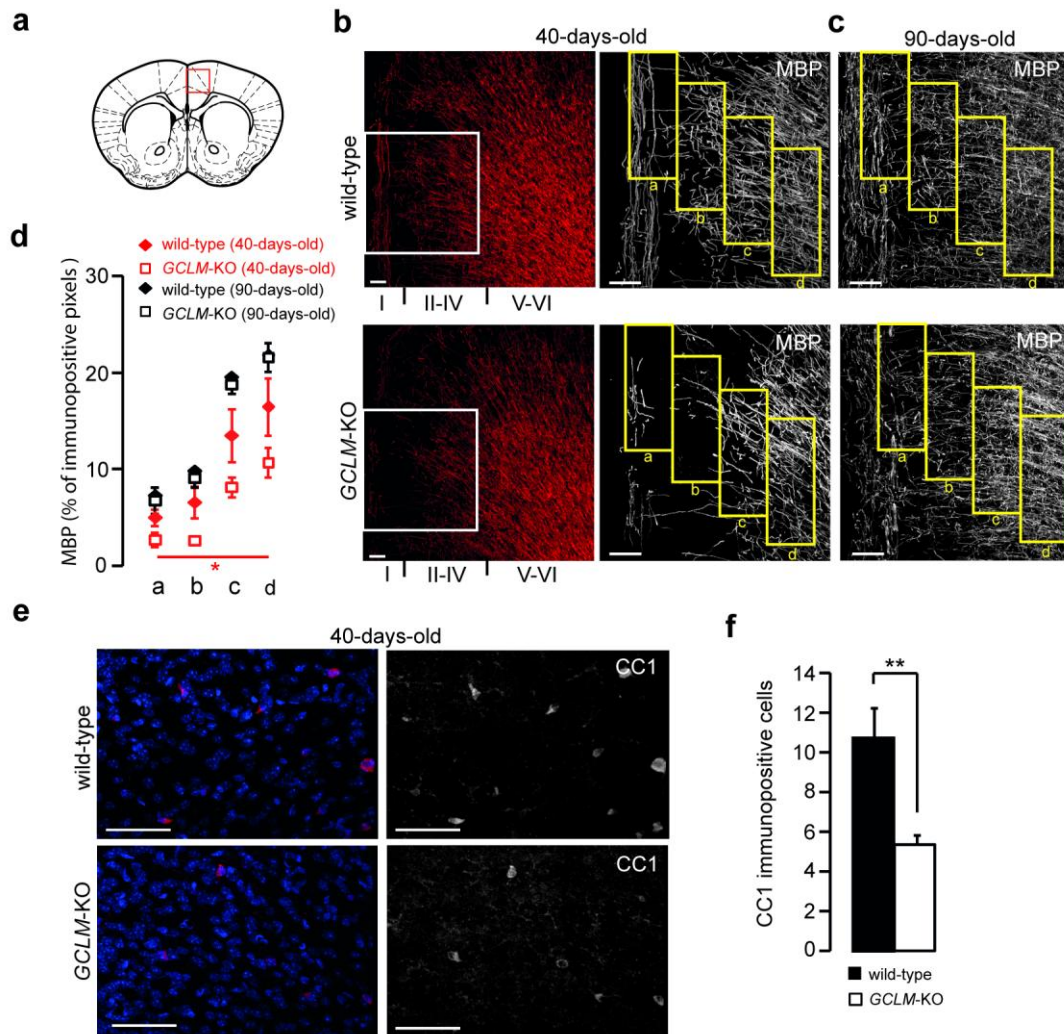 a
b
40-days-old
c
90-days-old
wild-type
MBP
MBP
a
b
c
d
a
b
c
d
I II-IV V-VI
GCLM-KO
MBP
MBP
a
b
c
d
a
b
c
d
I II-IV V-VI
d
wild-type (40-days-old)
GCLM-KO (40-days-old)
wild-type (90-days-old)
GCLM-KO (90-days-old)
MBP (% of immunopositive pixels)
30
20
10
0
*
a b c d
e
40-days-old
wild-type
CC1
GCLM-KO
CC1
f
CC1 immunopositive cells
14
12
10
8
6
4
2
0
**
wild-type
GCLM-KO